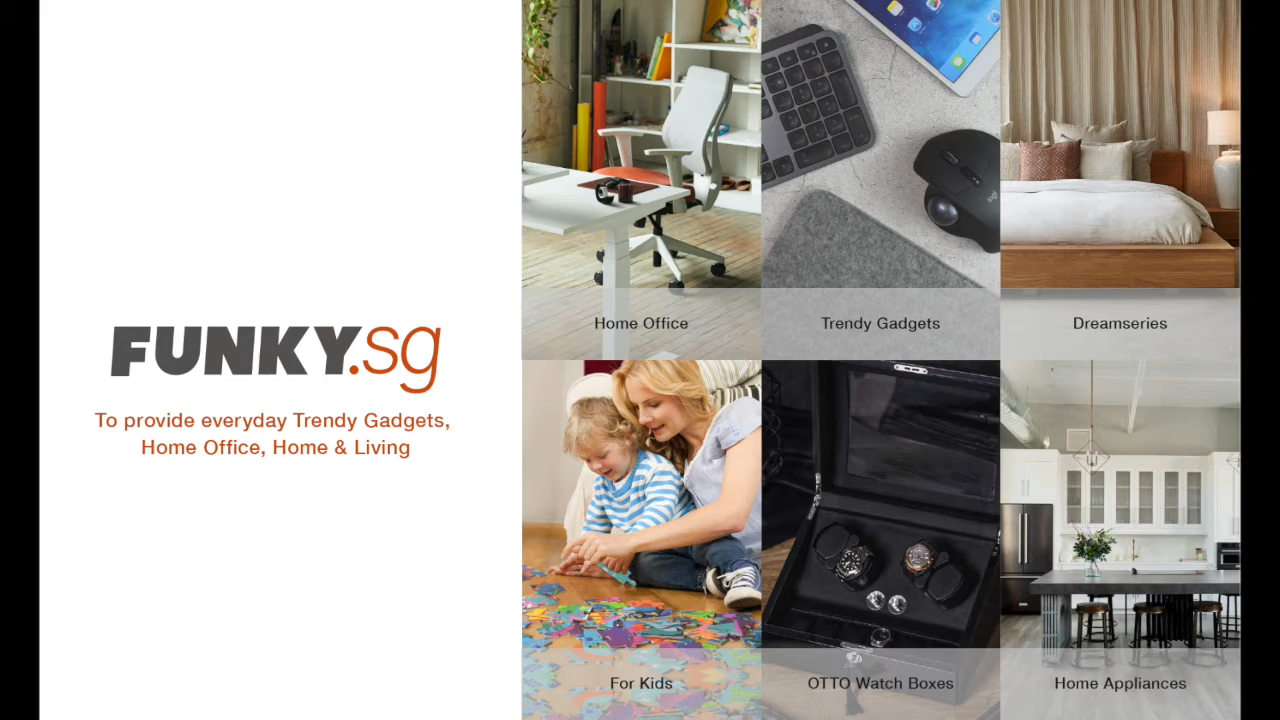 FUNKY.sg
To provide everyday Trendy Gadgets,
Home Office, Home & Living
Home Office
Trendy Gadgets
Dreamseries
For Kids
OTTO Watch Boxes
Home Appliances